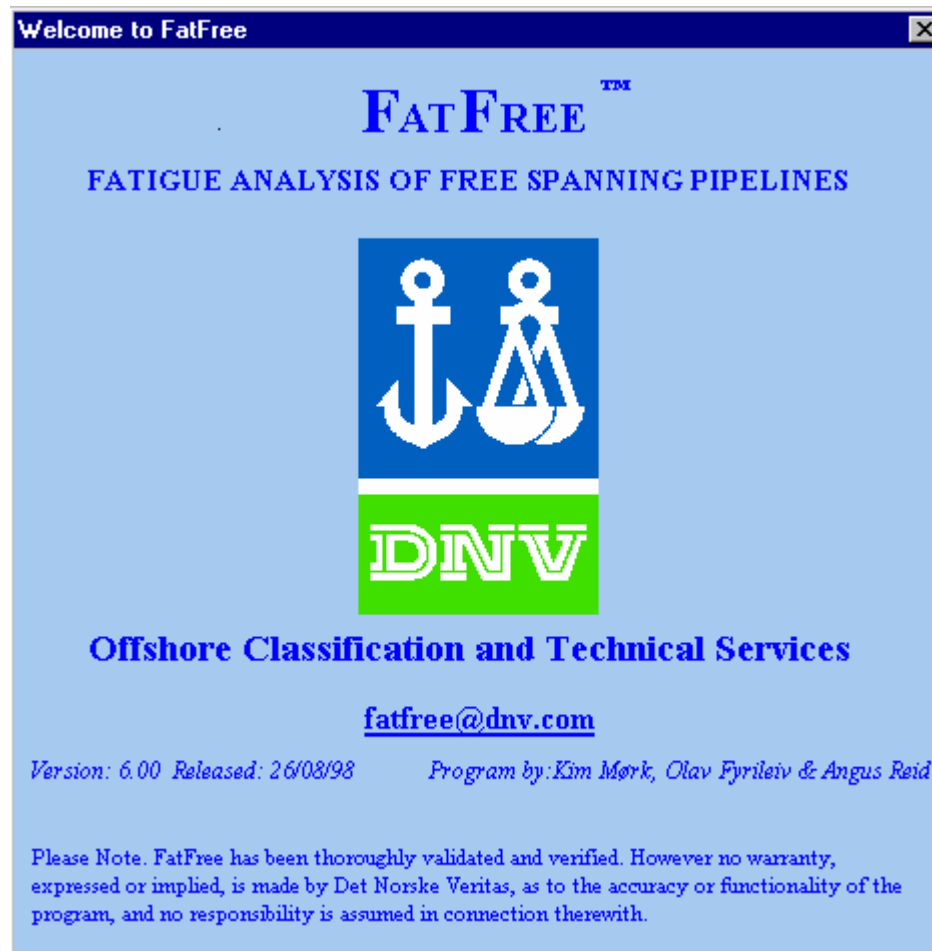 Welcome to FatFree
FATFREE ™
FATIGUE ANALYSIS OF FREE SPANNING PIPELINES
DNV
Offshore Classification and Technical Services
fatfree@dnv.com
Version: 6.00 Released: 26/08/98 Program by:Kim Mørk, Olav Fyrileiv & Angus Reid
Please Note. FatFree has been thoroughly validated and verified. However no warranty,
expressed or implied, is made by Det Norske Veritas, as to the accuracy or functionality of the
program, and no responsibility is assumed in connection therewith.